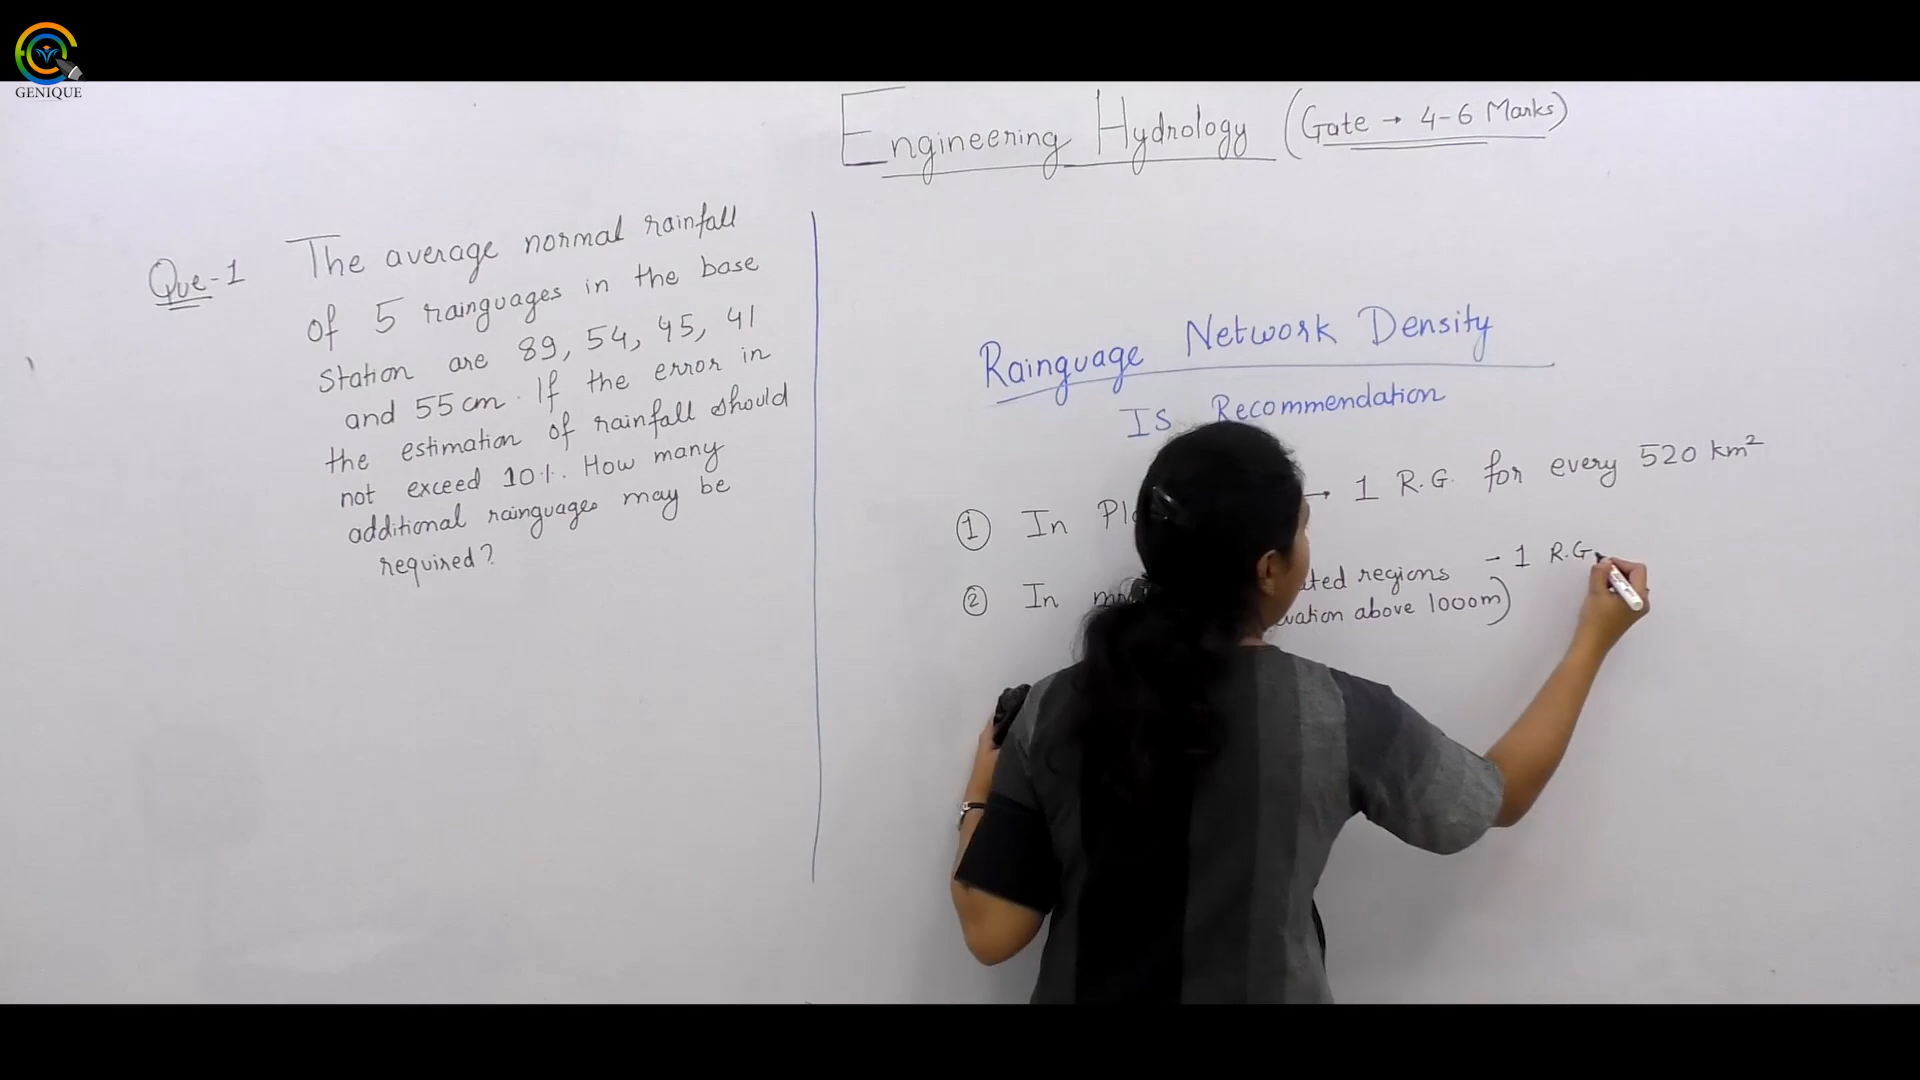 GENIQUE
Engineering Hydrology (Gate → 4-6 Marks)
Que-1 The average normal rainfall
of 5 rainguages in the base
station are 89, 54, 45, 41
and 55 cm. If the error in
the estimation of rainfall should
not exceed 10%. How many
additional rainguages may be
required?
Rainguage Network Density
Is Recommendation
① In → 1 R.G. for every 520 km²
② In regions - 1 R.G.
above 1000m)